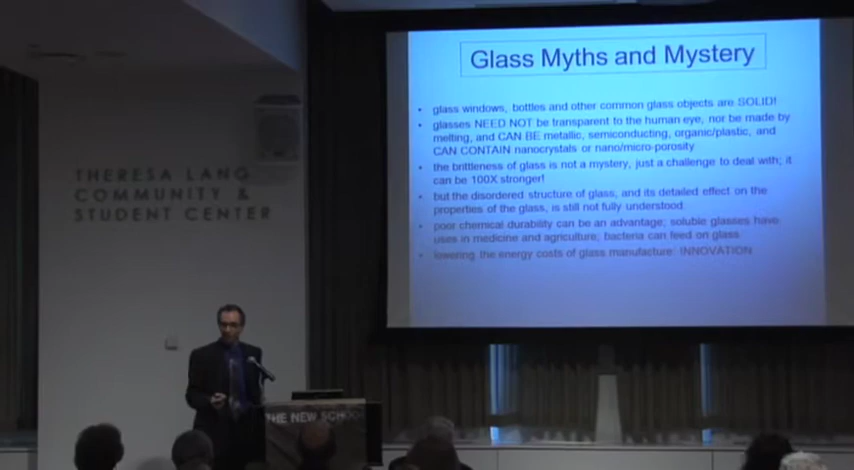 Glass Myths and Mystery
• glass windows, bottles and other common glass objects are SOLID!
• glasses NEED NOT be transparent to the human eye, nor be made by
melting, and CAN BE metallic, semiconducting, organic/plastic, and
CAN CONTAIN nanocrystals or nano/micro-porosity
• the brittleness of glass is not a mystery, just a challenge to deal with; it
can be 100X stronger!
• but the disordered structure of glass, and its detailed effect on the
properties of the glass, is still not fully understood
• poor chemical durability can be an advantage; soluble glasses have
uses in medicine and agriculture; bacteria can feed on glass
• lowering the energy costs of glass manufacture: INNOVATION
THERESA LANG
COMMUNITY &
STUDENT CENTER
THE NEW SCHOOL